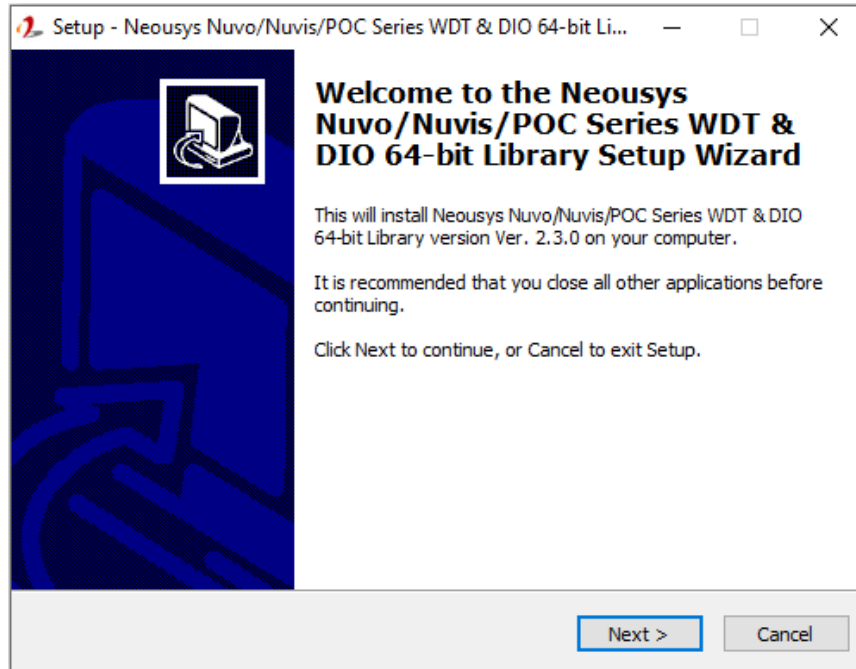 Setup - Neousys Nuvo/Nuvis/POC Series WDT & DIO 64-bit Li...
Welcome to the Neousys
Nuvo/Nuvis/POC Series WDT &
DIO 64-bit Library Setup Wizard
This will install Neousys Nuvo/Nuvis/POC Series WDT & DIO
64-bit Library version Ver. 2.3.0 on your computer.
It is recommended that you close all other applications before
continuing.
Click Next to continue, or Cancel to exit Setup.
Next >
Cancel